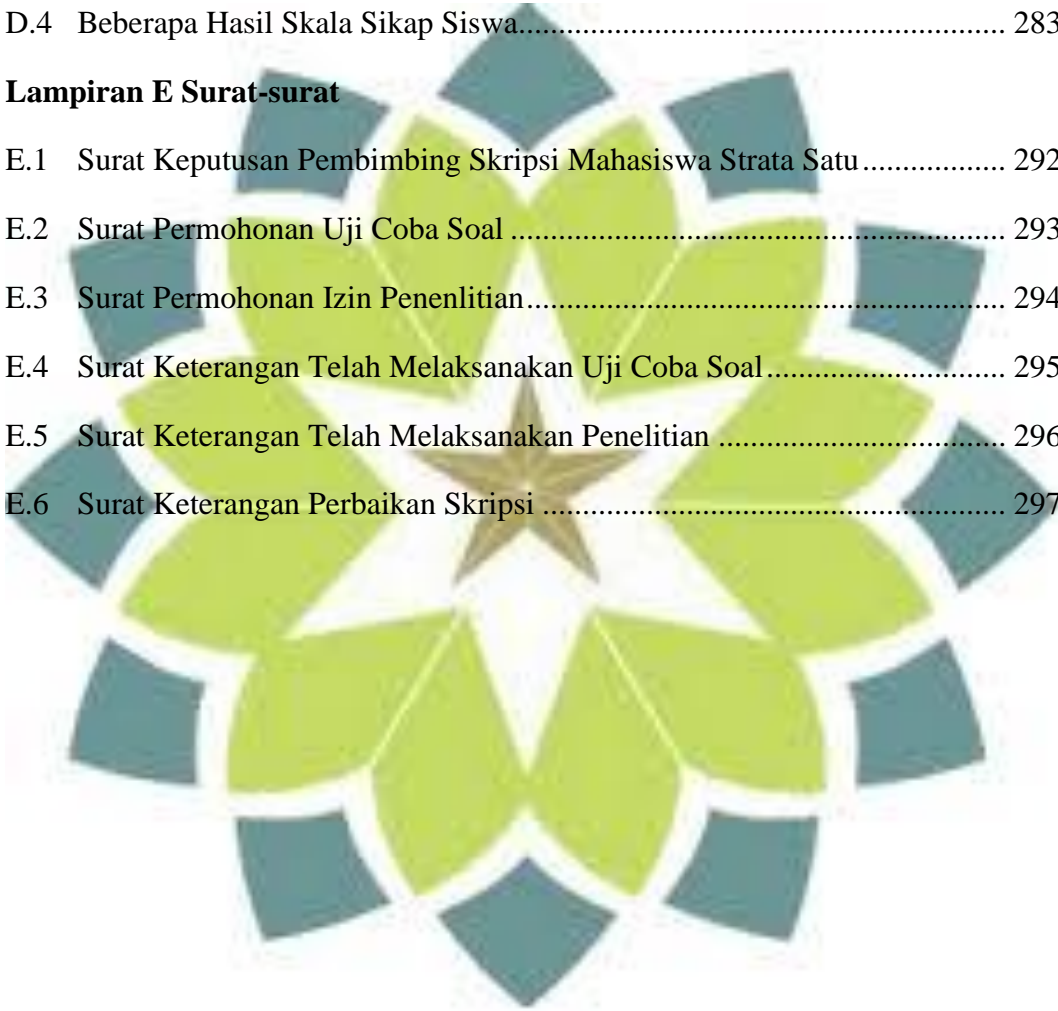 D.4 Beberapa Hasil Skala Sikap Siswa.......................................................................... 283
Lampiran E Surat-surat
E.1 Surat Keputusan Pembimbing Skripsi Mahasiswa Strata Satu...................... 292
E.2 Surat Permohonan Uji Coba Soal ........................................................................... 293
E.3 Surat Permohonan Izin Penenlitian......................................................................... 294
E.4 Surat Keterangan Telah Melaksanakan Uji Coba Soal.................................... 295
E.5 Surat Keterangan Telah Melaksanakan Penelitian ........................................... 296
E.6 Surat Keterangan Perbaikan Skripsi ...................................................................... 297